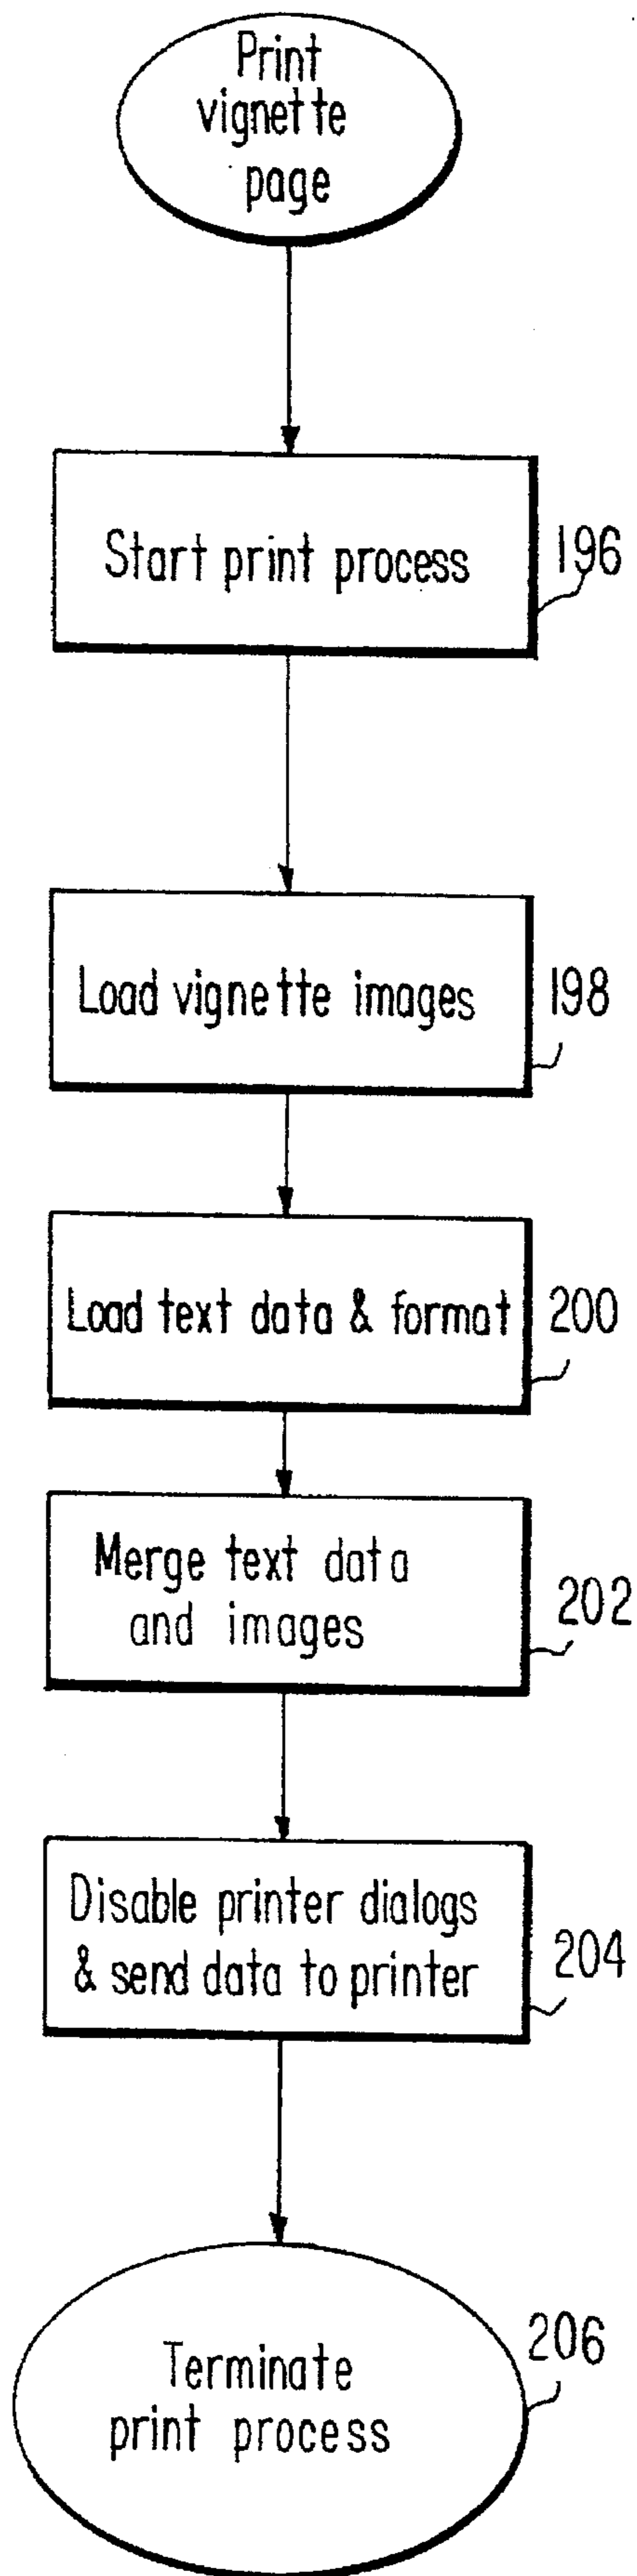 Print
vignette
page
Start print process
196
Load vignette images
198
Load text data & format
200
Merge text data
and images
202
Disable printer dialogs
& send data to printer
204
Terminate
print process
206